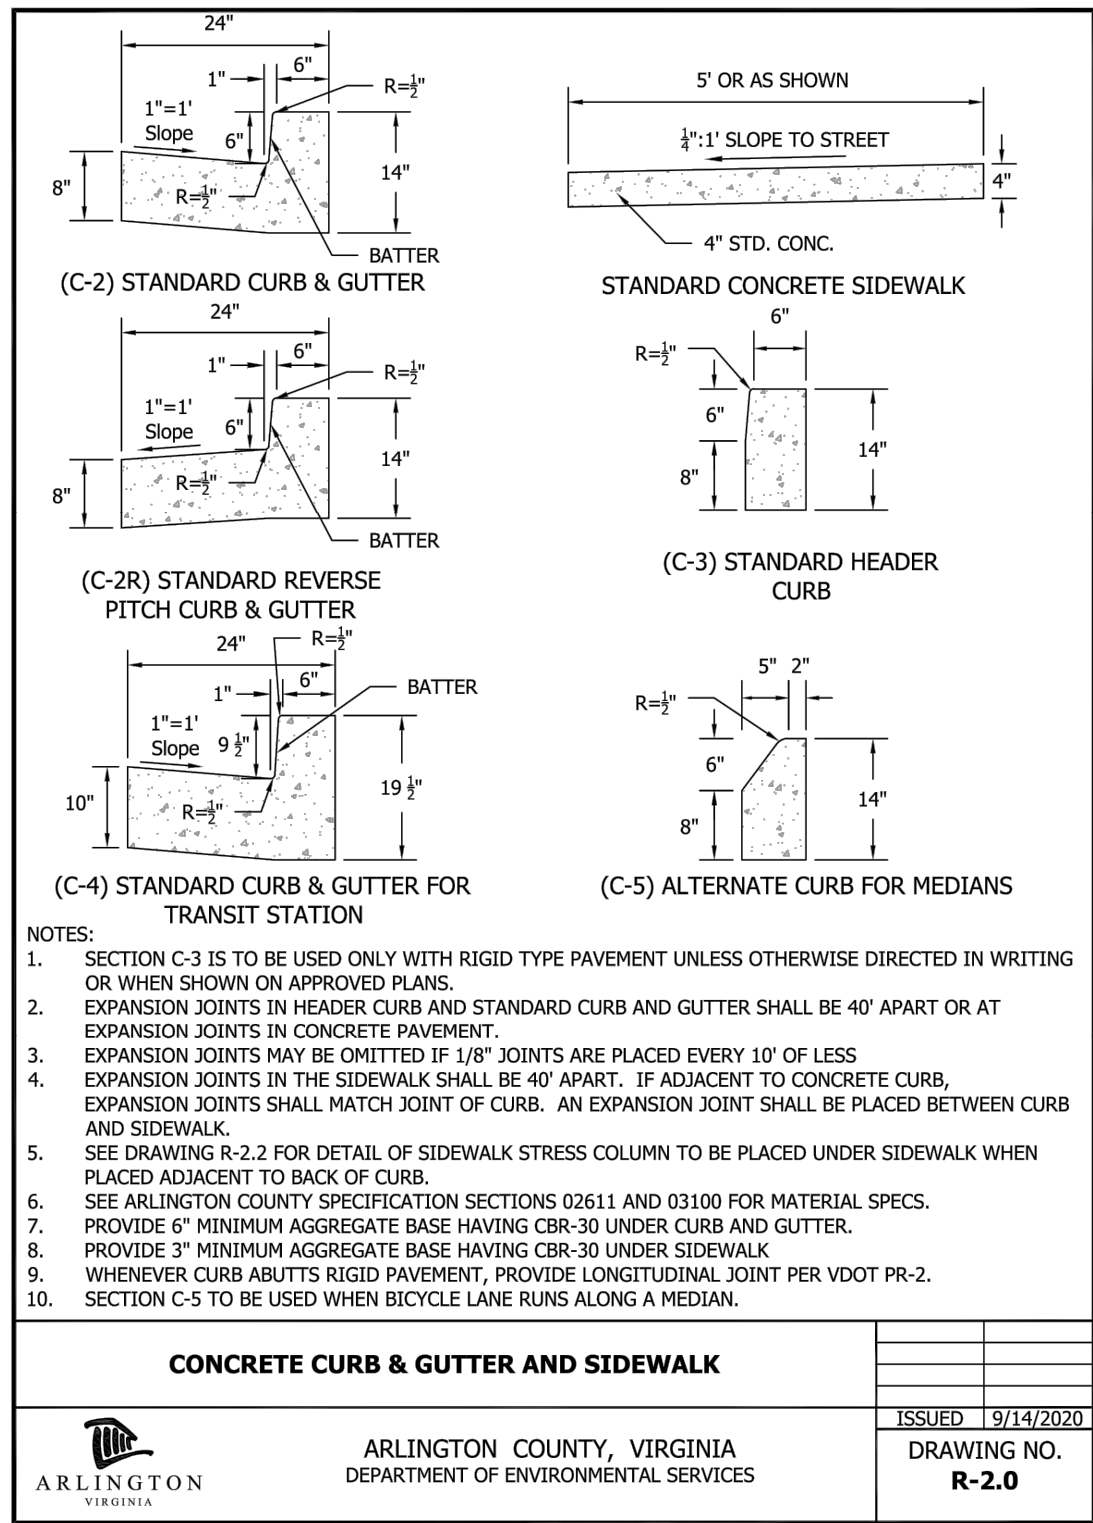 24"
1"
6"
R=½"
1"=1'
Slope
6"
8"
R=½"
14"
BATTER
(C-2) STANDARD CURB & GUTTER
5' OR AS SHOWN
¼":1' SLOPE TO STREET
4"
4" STD. CONC.
STANDARD CONCRETE SIDEWALK
24"
1"
6"
R=½"
1"=1'
Slope
6"
8"
R=½"
14"
BATTER
(C-2R) STANDARD REVERSE
PITCH CURB & GUTTER
6"
R=½"
6"
8"
14"
(C-3) STANDARD HEADER
CURB
24"
R=½"
1"
6"
BATTER
1"=1'
Slope
9 ½"
10"
R=½"
19 ½"
(C-4) STANDARD CURB & GUTTER FOR
TRANSIT STATION
5"
2"
R=½"
6"
8"
14"
(C-5) ALTERNATE CURB FOR MEDIANS
NOTES:
1. SECTION C-3 IS TO BE USED ONLY WITH RIGID TYPE PAVEMENT UNLESS OTHERWISE DIRECTED IN WRITING
OR WHEN SHOWN ON APPROVED PLANS.
2. EXPANSION JOINTS IN HEADER CURB AND STANDARD CURB AND GUTTER SHALL BE 40' APART OR AT
EXPANSION JOINTS IN CONCRETE PAVEMENT.
3. EXPANSION JOINTS MAY BE OMITTED IF 1/8" JOINTS ARE PLACED EVERY 10' OF LESS
4. EXPANSION JOINTS IN THE SIDEWALK SHALL BE 40' APART. IF ADJACENT TO CONCRETE CURB,
EXPANSION JOINTS SHALL MATCH JOINT OF CURB. AN EXPANSION JOINT SHALL BE PLACED BETWEEN CURB
AND SIDEWALK.
5. SEE DRAWING R-2.2 FOR DETAIL OF SIDEWALK STRESS COLUMN TO BE PLACED UNDER SIDEWALK WHEN
PLACED ADJACENT TO BACK OF CURB.
6. SEE ARLINGTON COUNTY SPECIFICATION SECTIONS 02611 AND 03100 FOR MATERIAL SPECS.
7. PROVIDE 6" MINIMUM AGGREGATE BASE HAVING CBR-30 UNDER CURB AND GUTTER.
8. PROVIDE 3" MINIMUM AGGREGATE BASE HAVING CBR-30 UNDER SIDEWALK
9. WHENEVER CURB ABUTTS RIGID PAVEMENT, PROVIDE LONGITUDINAL JOINT PER VDOT PR-2.
10. SECTION C-5 TO BE USED WHEN BICYCLE LANE RUNS ALONG A MEDIAN.
CONCRETE CURB & GUTTER AND SIDEWALK
ISSUED 9/14/2020
ARLINGTON
VIRGINIA
ARLINGTON COUNTY, VIRGINIA
DEPARTMENT OF ENVIRONMENTAL SERVICES
DRAWING NO.
R-2.0